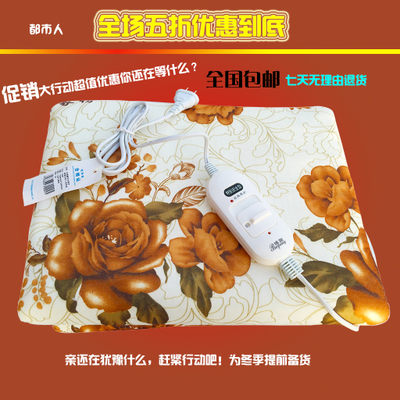 都市人
全场五折优惠到底
促销大行动超值优惠你还在等什么？
全国包邮 七天无理由退货
亲还在犹豫什么，赶紧行动吧！为冬季提前备货